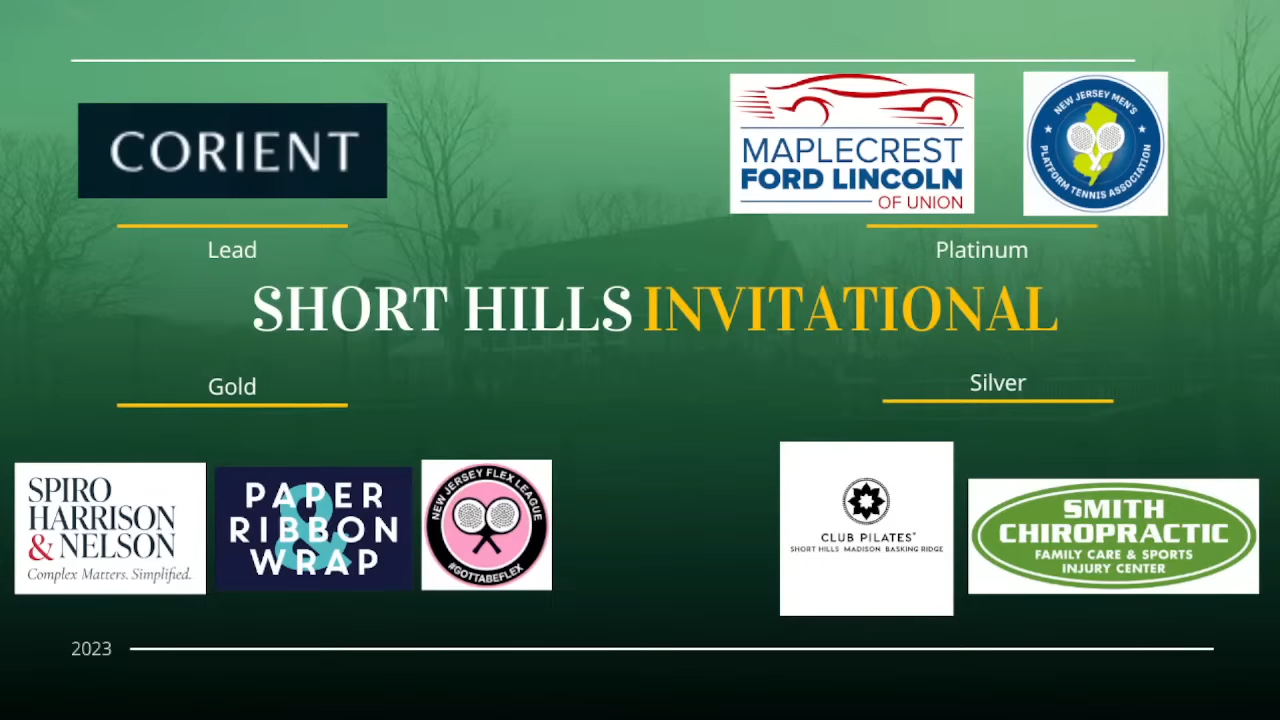 CORIENT
Lead
MAPLECREST
FORD LINCOLN
OF UNION
NEW JERSEY MEN'S
PLATFORM TENNIS ASSOCIATION
Platinum
SHORT HILLS INVITATIONAL
Gold
SPIRO
HARRISON
& NELSON
Complex Matters. Simplified.
PAPER
RIBBON
&
WRAP
NEW JERSEY FLEX LEAGUE
#GOTTABEFLEX
Silver
CLUB PILATES
SHORT HILLS MADISON BASKING RIDGE
SMITH
CHIROPRACTIC
FAMILY CARE & SPORTS
INJURY CENTER
2023